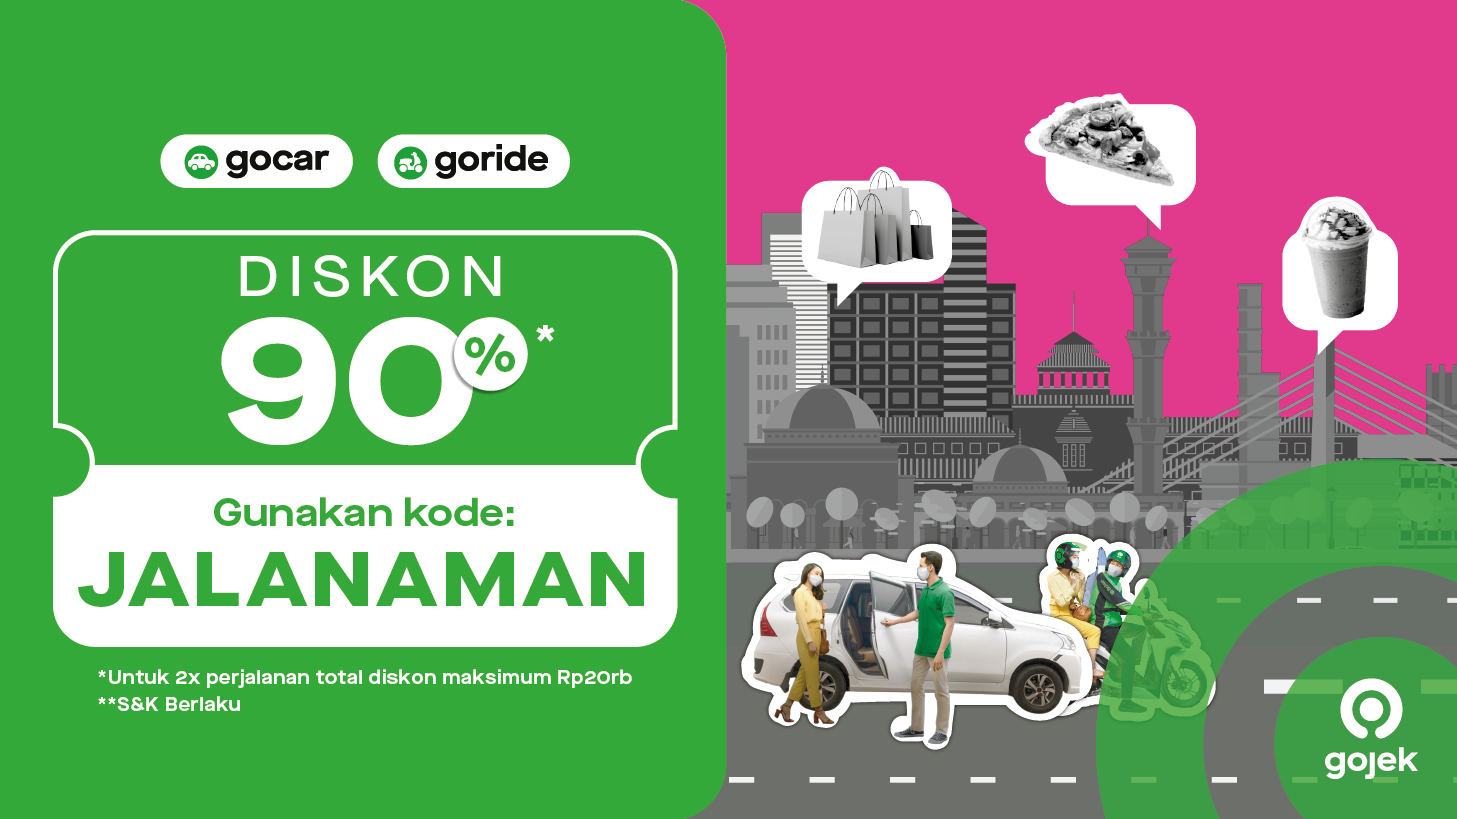 gocar
goride
DISKON
90%*
Gunakan kode:
JALANAMAN
*Untuk 2x perjalanan total diskon maksimum Rp20rb
**S&K Berlaku
gojek